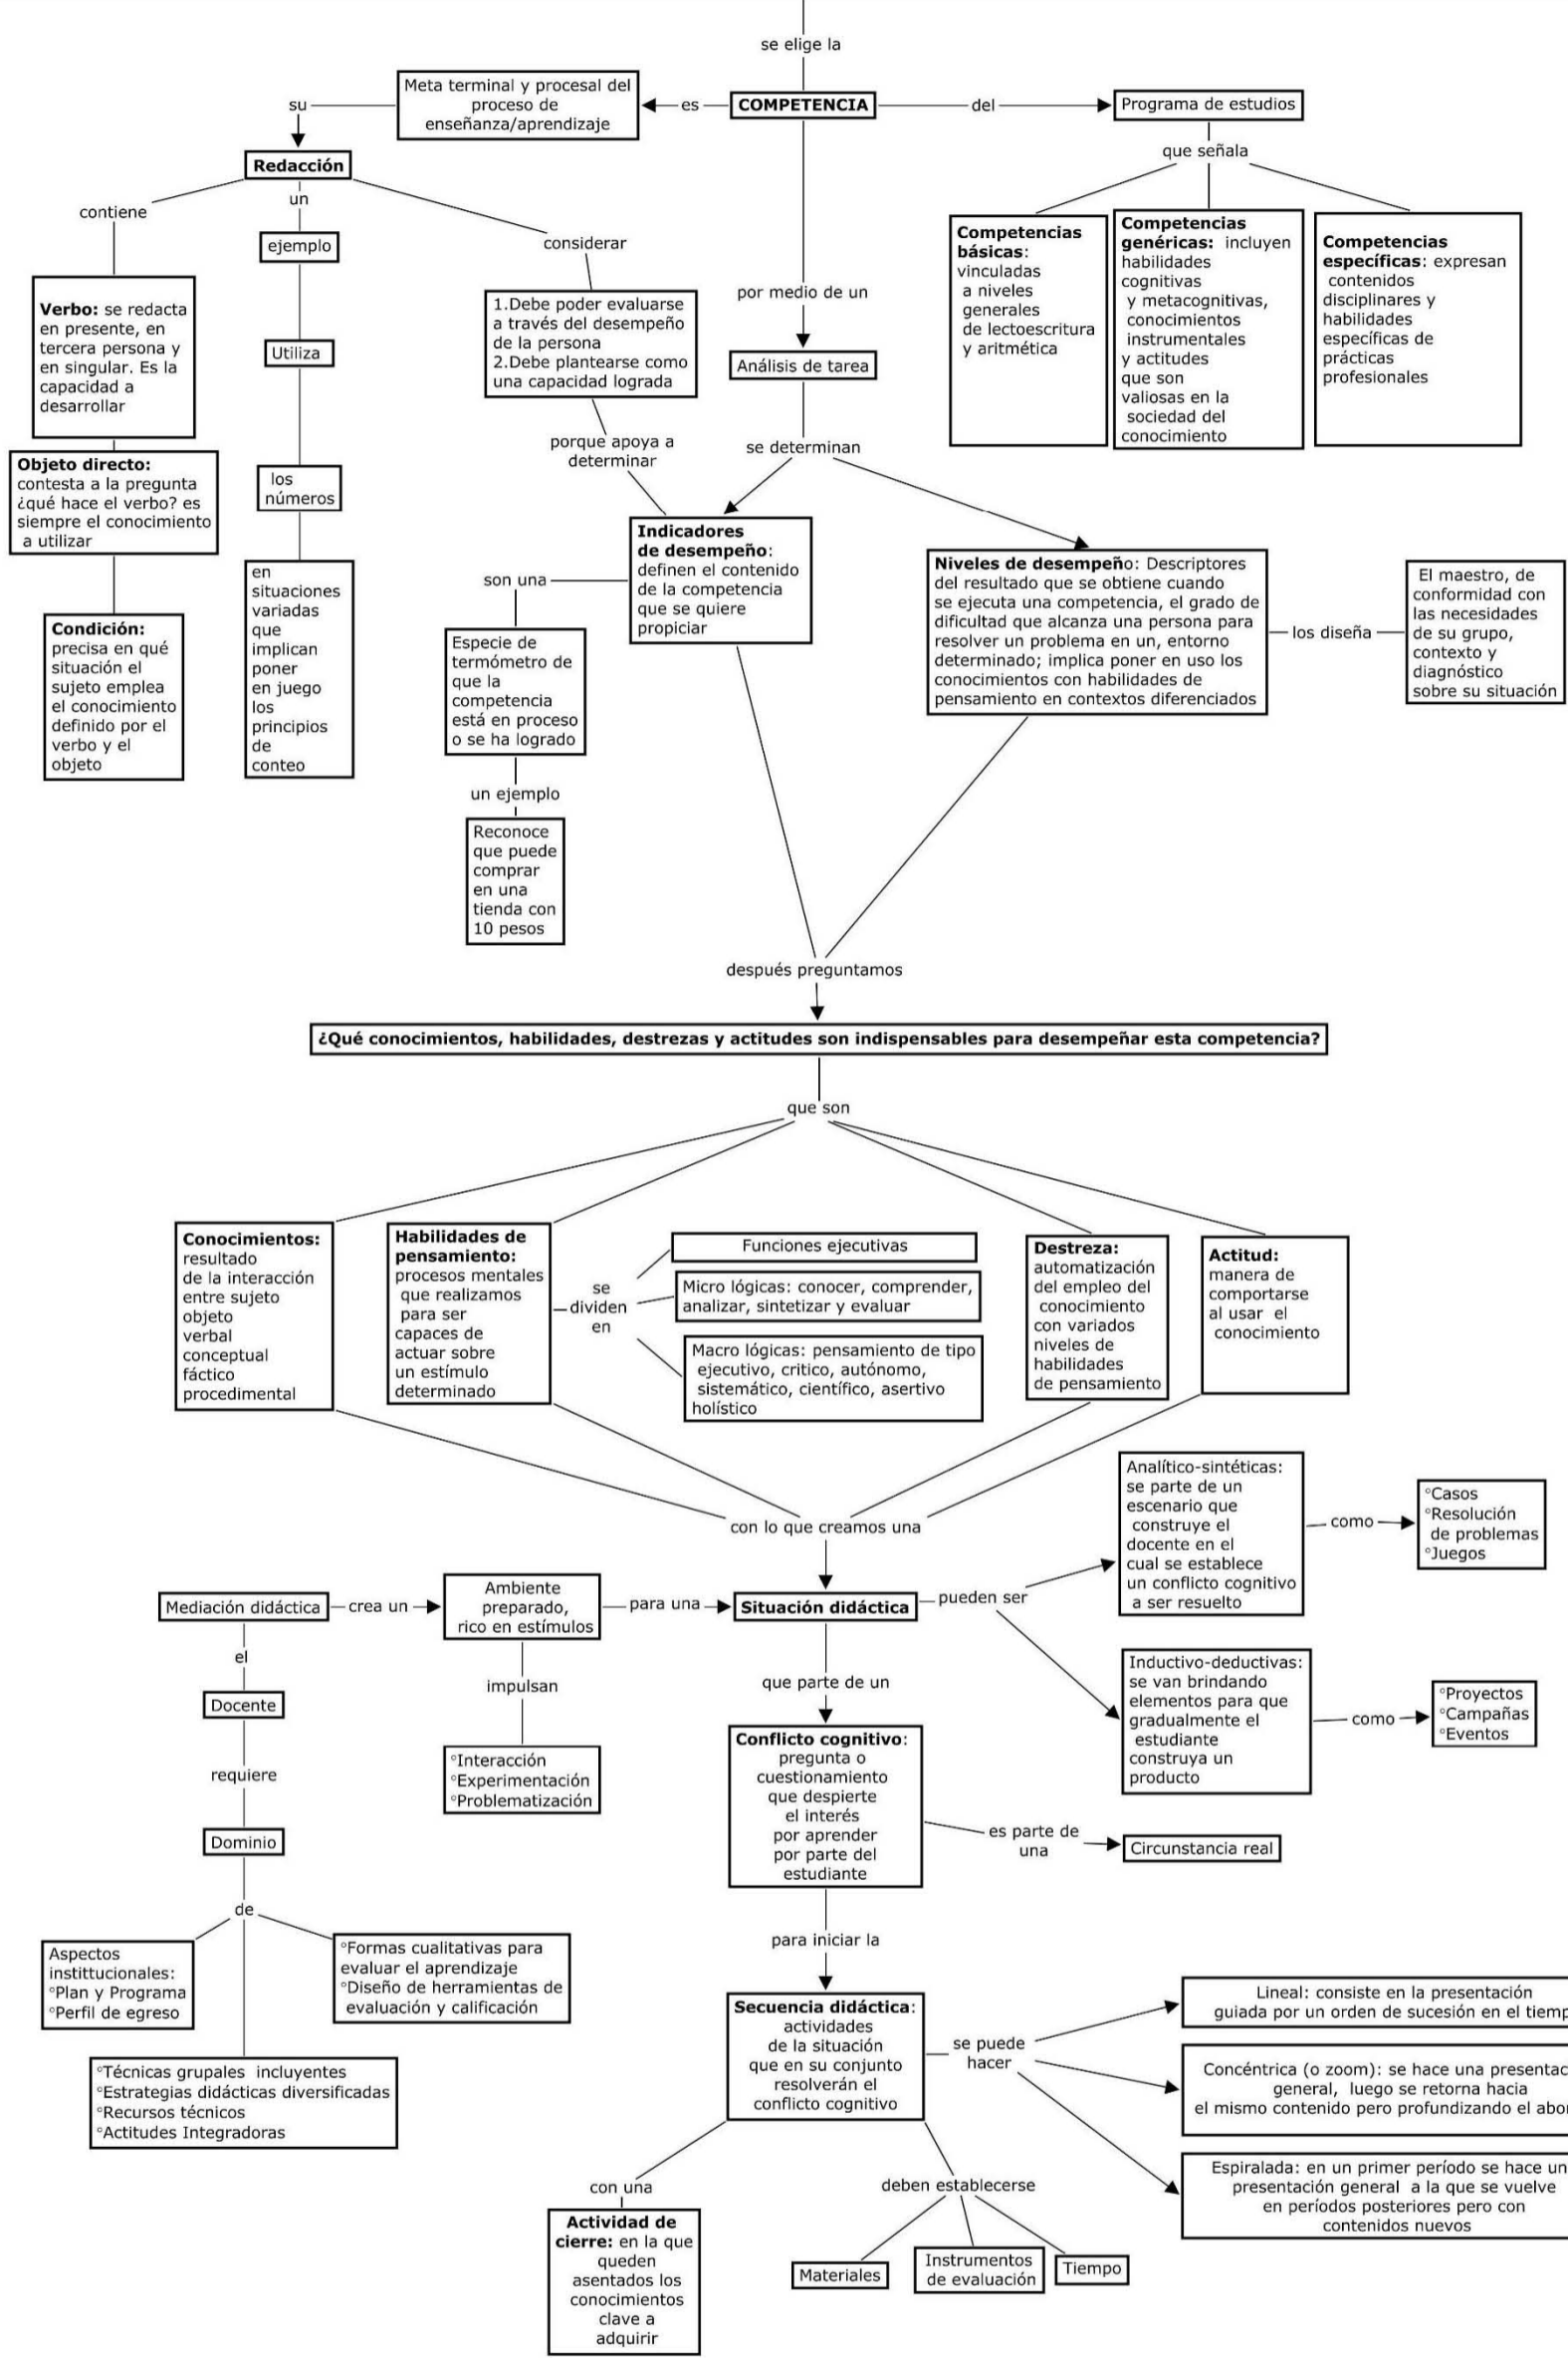 se elige la
Meta terminal y procesal del
proceso de
enseñanza/aprendizaje
su
es
COMPETENCIA
del
Programa de estudios
que señala
Redacción
contiene
un
considerar
ejemplo
Verbo: se redacta
en presente, en
tercera persona y
en singular. Es la
capacidad a
desarrollar
Utiliza
1.Debe poder evaluarse
a través del desempeño
de la persona
2.Debe plantearse como
una capacidad lograda
por medio de un
Análisis de tarea
Competencias
básicas:
vinculadas
a niveles
generales
de lectoescritura
y aritmética
Competencias
genéricas: incluyen
habilidades
cognitivas
y metacognitivas,
conocimientos
instrumentales
y actitudes
que son
valiosas en la
sociedad del
conocimiento
Competencias
específicas: expresan
contenidos
disciplinares y
habilidades
específicas de
prácticas
profesionales
Objeto directo:
contesta a la pregunta
¿qué hace el verbo? es
siempre el conocimiento
a utilizar
los
números
porque apoya a
determinar
se determinan
Condición:
precisa en qué
situación el
sujeto emplea
el conocimiento
definido por el
verbo y el
objeto
en
situaciones
variadas
que
implican
poner
en juego
los
principios
de
conteo
son una
Indicadores
de desempeño:
definen el contenido
de la competencia
que se quiere
propiciar
Niveles de desempeño: Descriptores
del resultado que se obtiene cuando
se ejecuta una competencia, el grado de
dificultad que alcanza una persona para
resolver un problema en un, entorno
determinado; implica poner en uso los
conocimientos con habilidades de
pensamiento en contextos diferenciados
los diseña
El maestro, de
conformidad con
las necesidades
de su grupo,
contexto y
diagnóstico
sobre su situación
Especie de
termómetro de
que la
competencia
está en proceso
o se ha logrado
un ejemplo
Reconoce
que puede
comprar
en una
tienda con
10 pesos
después preguntamos
¿Qué conocimientos, habilidades, destrezas y actitudes son indispensables para desempeñar esta competencia?
que son
Conocimientos:
resultado
de la interacción
entre sujeto
objeto
verbal
conceptual
fáctico
procedimental
Habilidades de
pensamiento:
procesos mentales
que realizamos
para ser
capaces de
actuar sobre
un estímulo
determinado
se
dividen
en
Funciones ejecutivas
Micro lógicas: conocer, comprender,
analizar, sintetizar y evaluar
Macro lógicas: pensamiento de tipo
ejecutivo, critico, autónomo,
sistemático, científico, asertivo
holístico
Destreza:
automatización
del empleo del
conocimiento
con variados
niveles de
habilidades
de pensamiento
Actitud:
manera de
comportarse
al usar el
conocimiento
con lo que creamos una
Analítico-sintéticas:
se parte de un
escenario que
construye el
docente en el
cual se establece
un conflicto cognitivo
a ser resuelto
como
°Casos
°Resolución
de problemas
°Juegos
Mediación didáctica
crea un
Ambiente
preparado,
rico en estímulos
para una
Situación didáctica
pueden ser
el
impulsan
que parte de un
Docente
Inductivo-deductivas:
se van brindando
elementos para que
gradualmente el
estudiante
construya un
producto
como
°Proyectos
°Campañas
°Eventos
requiere
°Interacción
°Experimentación
°Problematización
Conflicto cognitivo:
pregunta o
cuestionamiento
que despierte
el interés
por aprender
por parte del
estudiante
es parte de
una
Circunstancia real
Dominio
de
para iniciar la
Aspectos
instittucionales:
°Plan y Programa
°Perfil de egreso
°Formas cualitativas para
evaluar el aprendizaje
°Diseño de herramientas de
evaluación y calificación
°Técnicas grupales incluyentes
°Estrategias didácticas diversificadas
°Recursos técnicos
°Actitudes Integradoras
Secuencia didáctica:
actividades
de la situación
que en su conjunto
resolverán el
conflicto cognitivo
se puede
hacer
Lineal: consiste en la presentación
guiada por un orden de sucesión en el tiemp
Concéntrica (o zoom): se hace una presentac
general, luego se retorna hacia
el mismo contenido pero profundizando el abor
Espiralada: en un primer período se hace un
presentación general a la que se vuelve
en períodos posteriores pero con
contenidos nuevos
con una
deben establecerse
Actividad de
cierre: en la que
queden
asentados los
conocimientos
clave a
adquirir
Materiales
Instrumentos
de evaluación
Tiempo